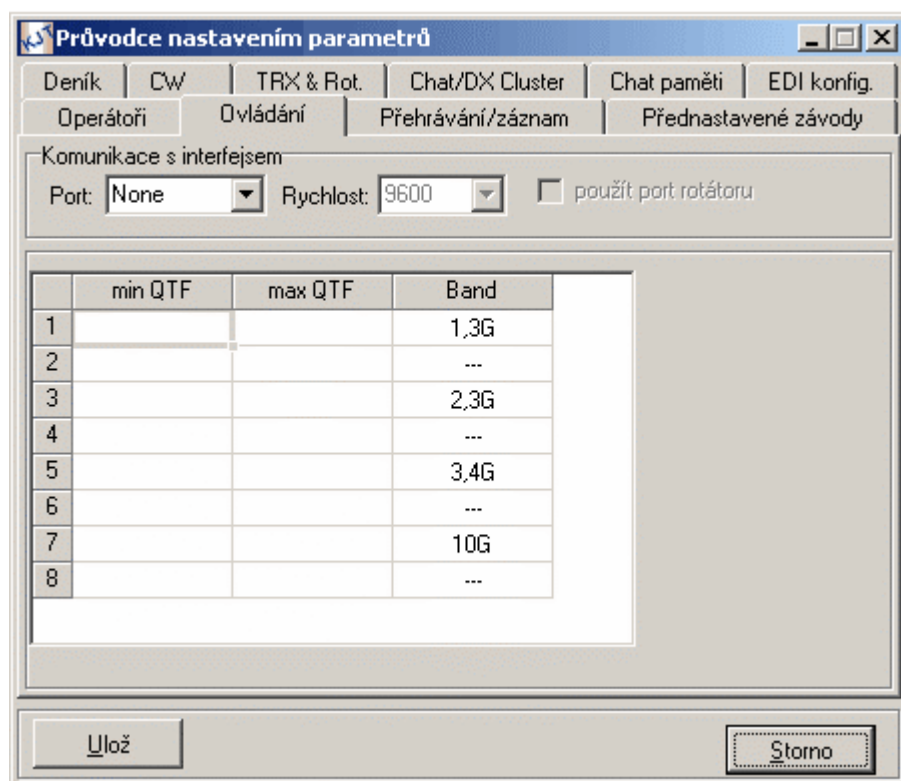 KST Průvodce nastavením parametrů
Deník CW TRX & Rot. Chat/DX Cluster Chat paměti EDI konfig.
Operátoři Ovládání Přehrávání/záznam Přednastavené závody
Komunikace s interfejsem
Port: None Rychlost: 9600 použít port rotátoru
min QTF max QTF Band
1 1,3G
2 ---
3 2,3G
4 ---
5 3,4G
6 ---
7 10G
8 ---
Ulož Storno